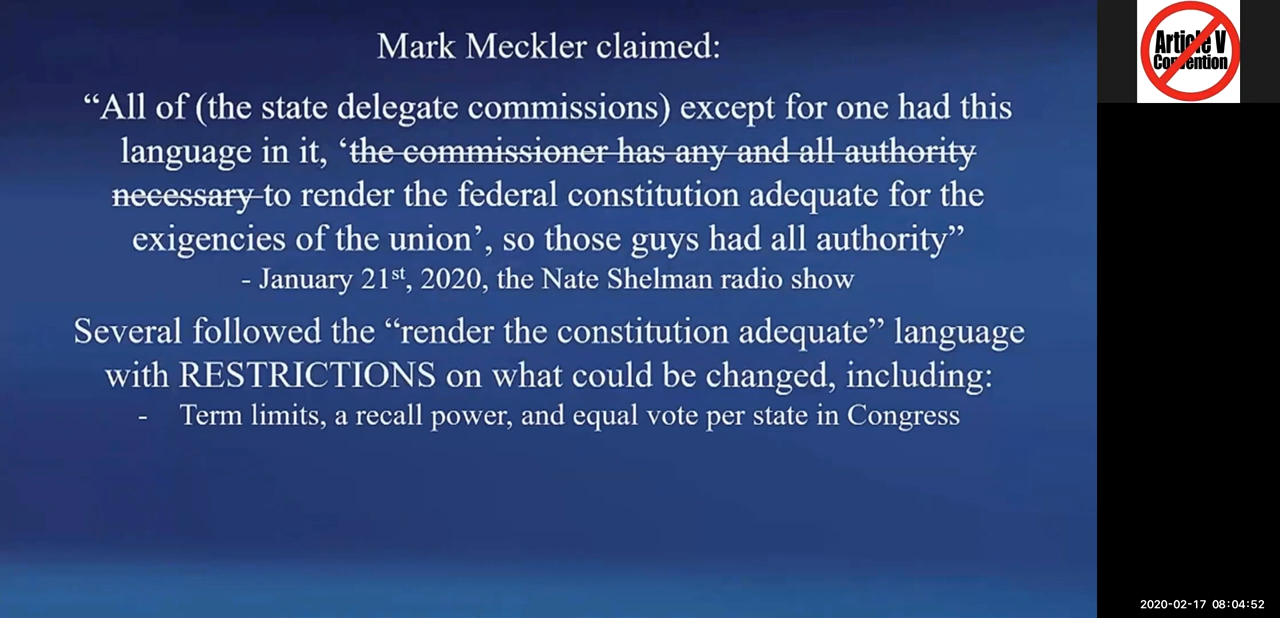 Mark Meckler claimed:
“All of (the state delegate commissions) except for one had this
language in it, ‘the commissioner has any and all authority
necessary to render the federal constitution adequate for the
exigencies of the union’, so those guys had all authority”
- January 21st, 2020, the Nate Shelman radio show
Several followed the “render the constitution adequate” language
with RESTRICTIONS on what could be changed, including:
- Term limits, a recall power, and equal vote per state in Congress
Article V
Convention
2020-02-17 08:04:52